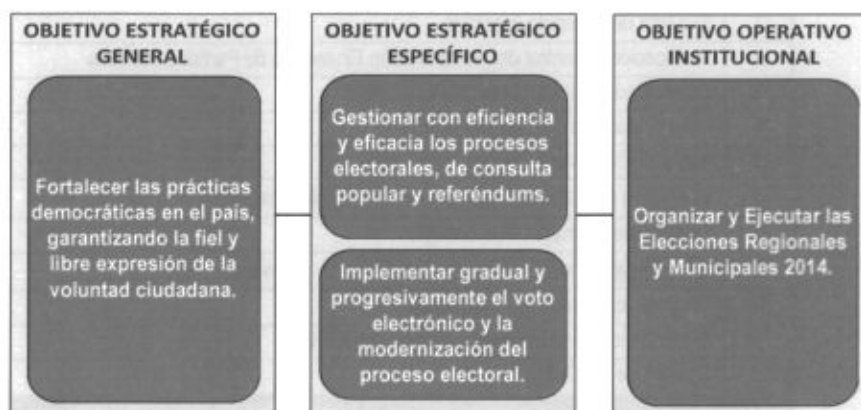 OBJETIVO ESTRATÉGICO
GENERAL
Fortalecer las prácticas
democráticas en el país,
garantizando la fiel y
libre expresión de la
voluntad ciudadana.
OBJETIVO ESTRATÉGICO
ESPECÍFICO
Gestionar con eficiencia
y eficacia los procesos
electorales, de consulta
popular y referéndums.
Implementar gradual y
progresivamente el voto
electrónico y la
modernización del
proceso electoral.
OBJETIVO OPERATIVO
INSTITUCIONAL
Organizar y Ejecutar las
Elecciones Regionales
y Municipales 2014.